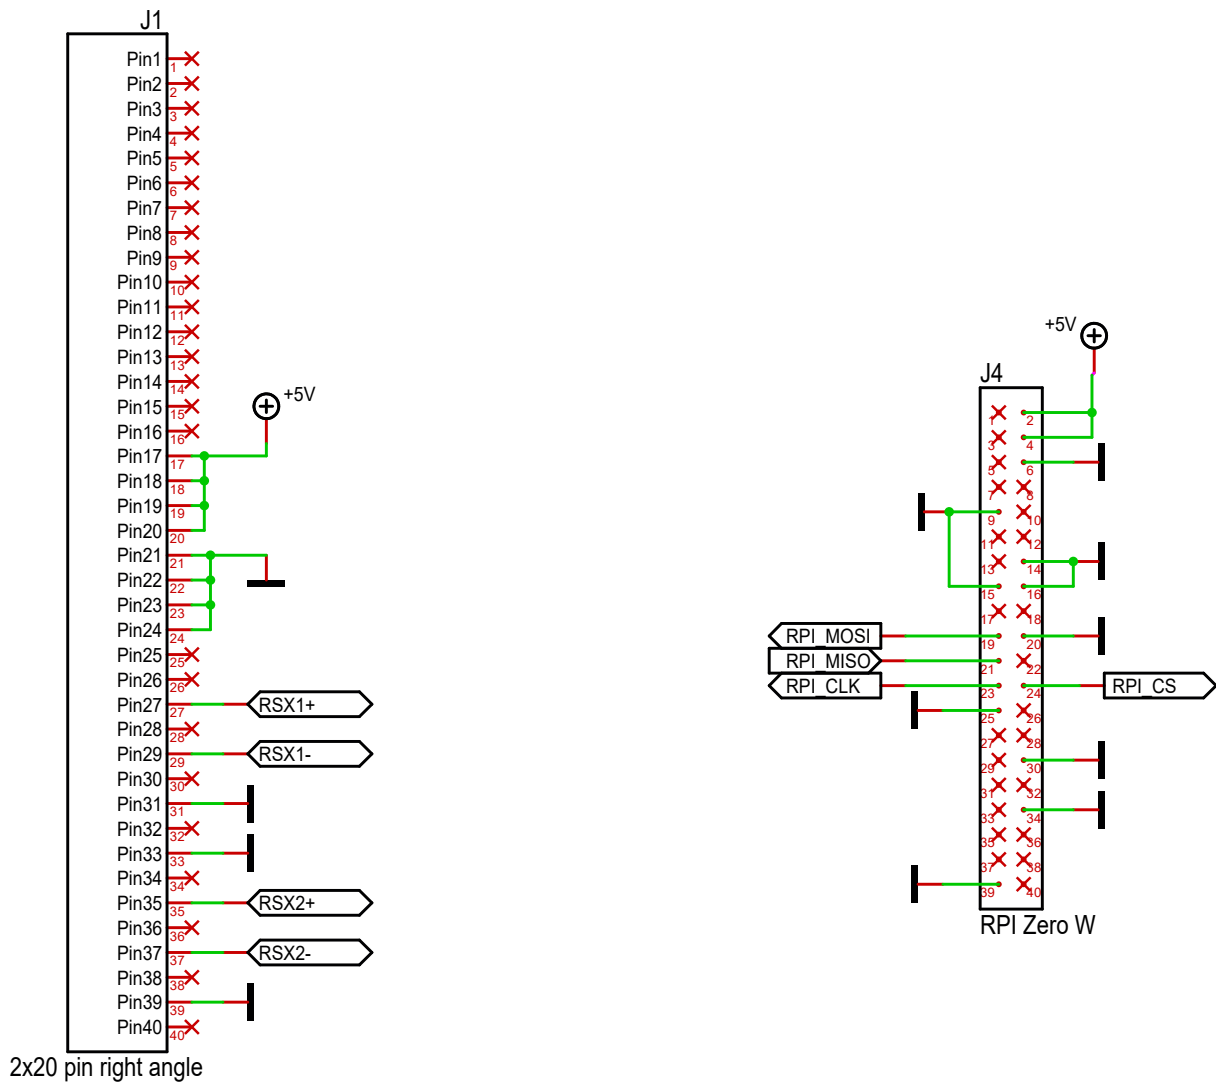 J1
Pin1 1
Pin2 2
Pin3 3
Pin4 4
Pin5 5
Pin6 6
Pin7 7
Pin8 8
Pin9 9
Pin10 10
Pin11 11
Pin12 12
Pin13 13
Pin14 14
Pin15 15
Pin16 16
+5V
Pin17 17
Pin18 18
Pin19 19
Pin20 20
Pin21 21
Pin22 22
Pin23 23
Pin24 24
Pin25 25
Pin26 26
Pin27 27 RSX1+
Pin28 28
Pin29 29 RSX1-
Pin30 30
Pin31 31
Pin32 32
Pin33 33
Pin34 34
Pin35 35 RSX2+
Pin36 36
Pin37 37 RSX2-
Pin38 38
Pin39 39
Pin40 40
2x20 pin right angle
+5V
J4
1 2
3 4
5 6
7 8
9 10
11 12
13 14
15 16
17 18
RPI_MOSI 19 20
RPI_MISO 21 22
RPI_CLK 23 24 RPI_CS
25 26
27 28
29 30
31 32
33 34
35 36
37 38
39 40
RPI Zero W